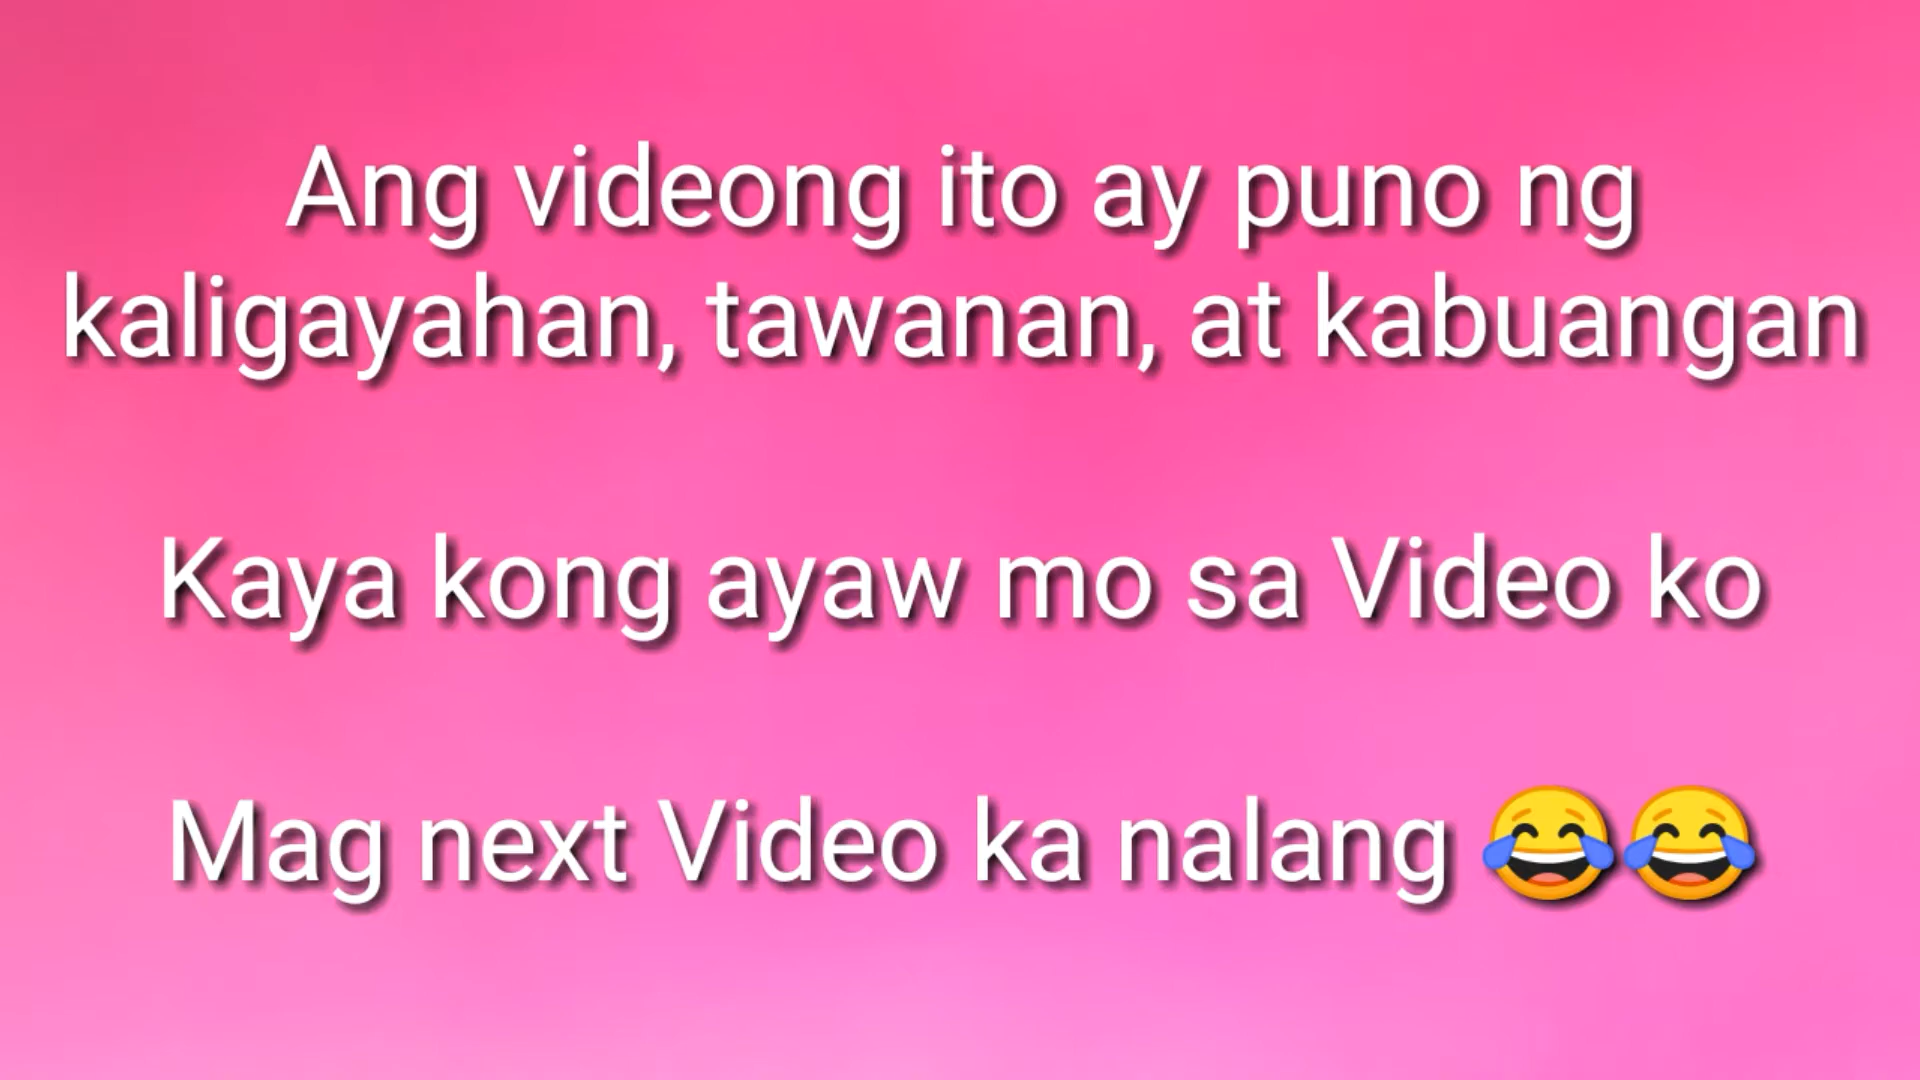 Ang videong ito ay puno ng
kaligayahan, tawanan, at kabuangan
Kaya kong ayaw mo sa Video ko
Mag next Video ka nalang 😂😂